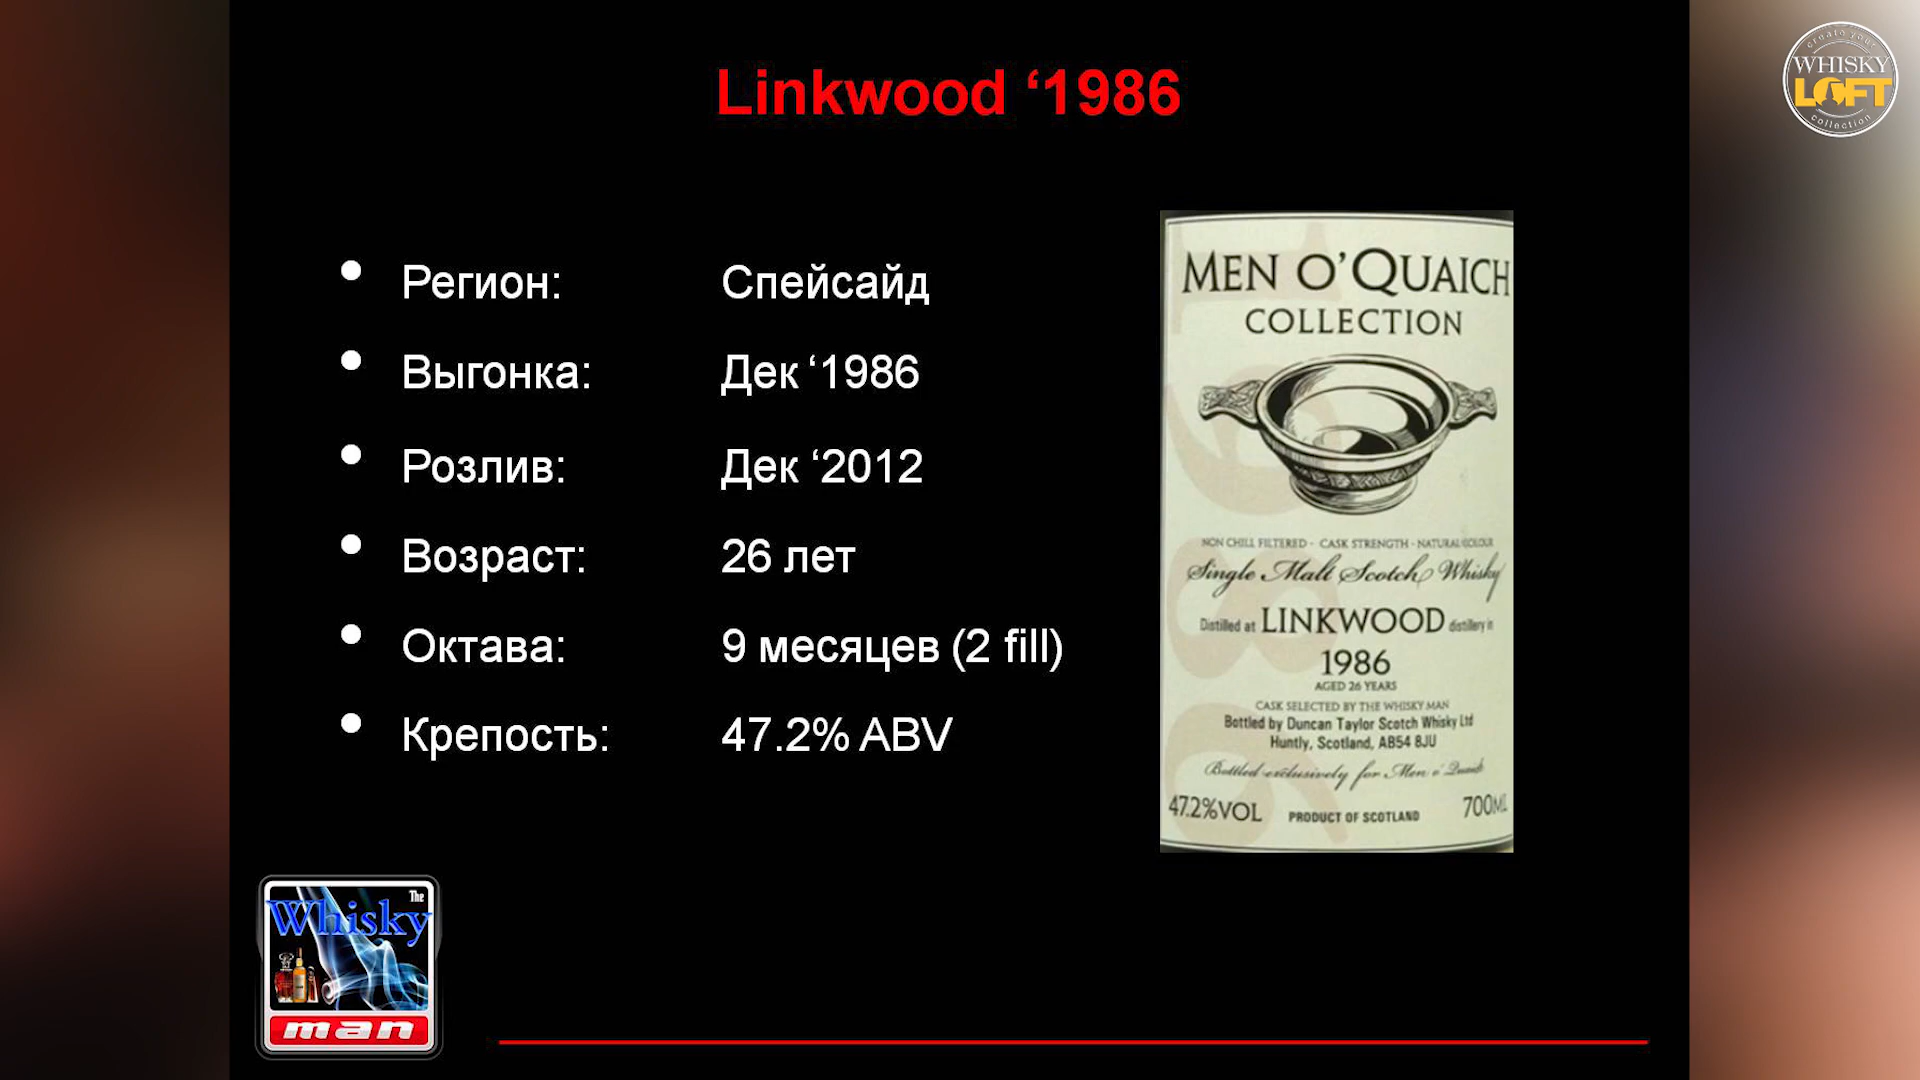 Linkwood ‘1986
create your
WHISKY
LOFT
collection
Регион: Спейсайд
Выгонка: Дек ‘1986
Розлив: Дек ‘2012
Возраст: 26 лет
Октава: 9 месяцев (2 fill)
Крепость: 47.2% ABV
MEN O’QUAICH
COLLECTION
NON CHILL FILTERED - CASK STRENGTH - NATURAL COLOUR
Single Malt Scotch Whisky
Distilled at LINKWOOD distillery in
1986
AGED 26 YEARS
CASK SELECTED BY THE WHISKY MAN
Bottled by Duncan Taylor Scotch Whisky Ltd
Huntly, Scotland, AB54 8JU
Bottled exclusively for Men o' Quaich
47.2%VOL PRODUCT OF SCOTLAND 700ML
The
Whisky
man